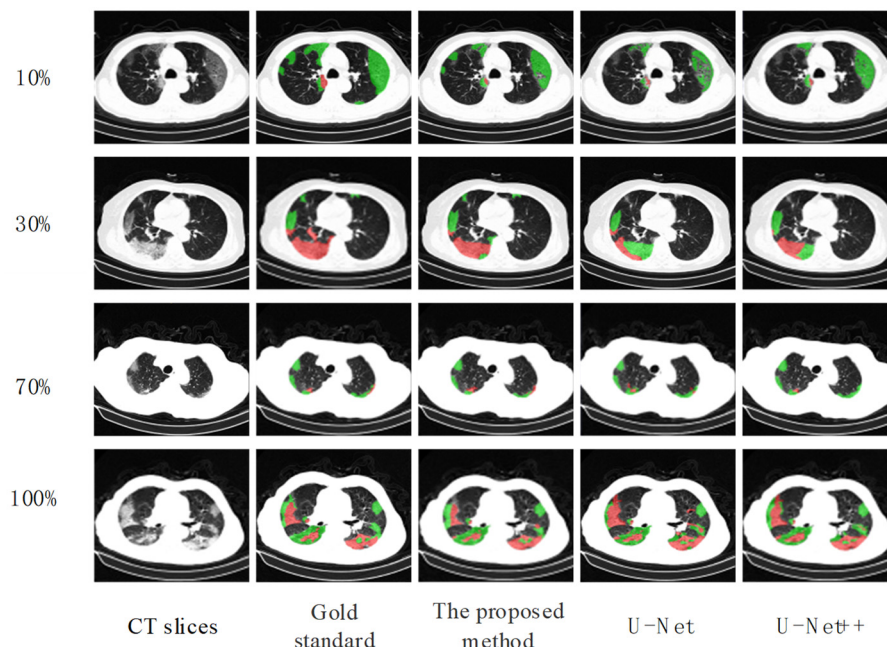 10%
30%
70%
100%
CT slices
Gold
standard
The proposed
method
U-Net
U-Net++